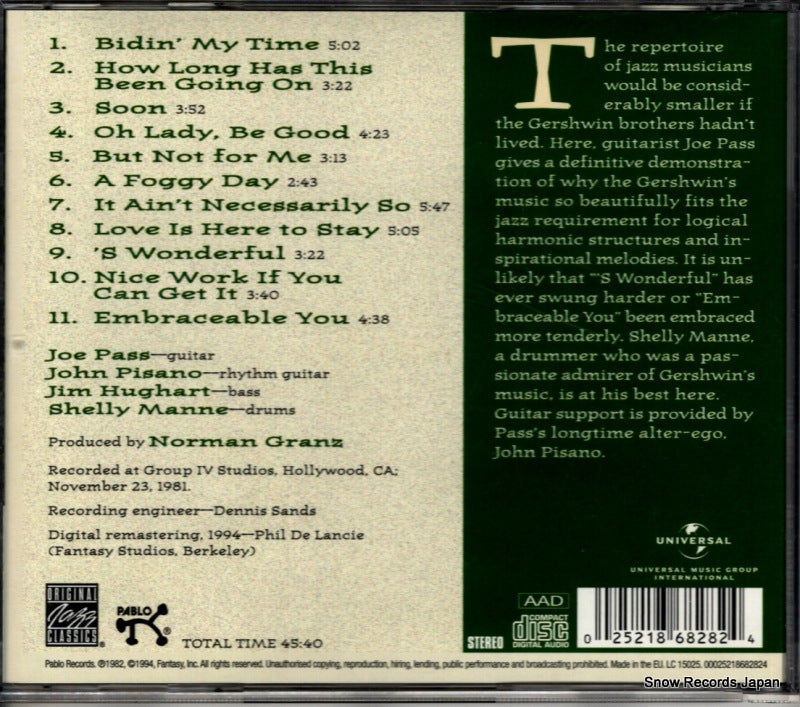 1. Bidin' My Time 5:02
2. How Long Has This
Been Going On 3:22
3. Soon 3:52
4. Oh Lady, Be Good 4:23
5. But Not for Me 3:13
6. A Foggy Day 2:43
7. It Ain't Necessarily So 5:47
8. Love Is Here to Stay 5:05
9. 'S Wonderful 3:22
10. Nice Work If You
Can Get It 3:40
11. Embraceable You 4:38
Joe Pass—guitar
John Pisano—rhythm guitar
Jim Hughart—bass
Shelly Manne—drums
Produced by Norman Granz
Recorded at Group IV Studios, Hollywood, CA;
November 23, 1981.
Recording engineer—Dennis Sands
Digital remastering, 1994—Phil De Lancie
(Fantasy Studios, Berkeley)
ORIGINAL
Jazz
CLASSICS
®
PABLO
®
TOTAL TIME 45:40
The repertoire
of jazz musicians
would be consid-
erably smaller if
the Gershwin brothers hadn't
lived. Here, guitarist Joe Pass
gives a definitive demonstra-
tion of why the Gershwin's
music so beautifully fits the
jazz requirement for logical
harmonic structures and in-
spirational melodies. It is un-
likely that "'S Wonderful" has
ever swung harder or "Em-
braceable You" been embraced
more tenderly. Shelly Manne,
a drummer who was a pas-
sionate admirer of Gershwin's
music, is at his best here.
Guitar support is provided by
Pass's longtime alter-ego,
John Pisano.
UNIVERSAL
UNIVERSAL MUSIC GROUP
INTERNATIONAL
AAD
STEREO
COMPACT
disc
DIGITAL AUDIO
0 25218 68282 4
Pablo Records. ℗1982, ©1994, Fantasy, Inc. All rights reserved. Unauthorised copying, reproduction, hiring, lending, public performance and broadcasting prohibited. Made in the EU. LC 15025. 00025218682824
Snow Records Japan